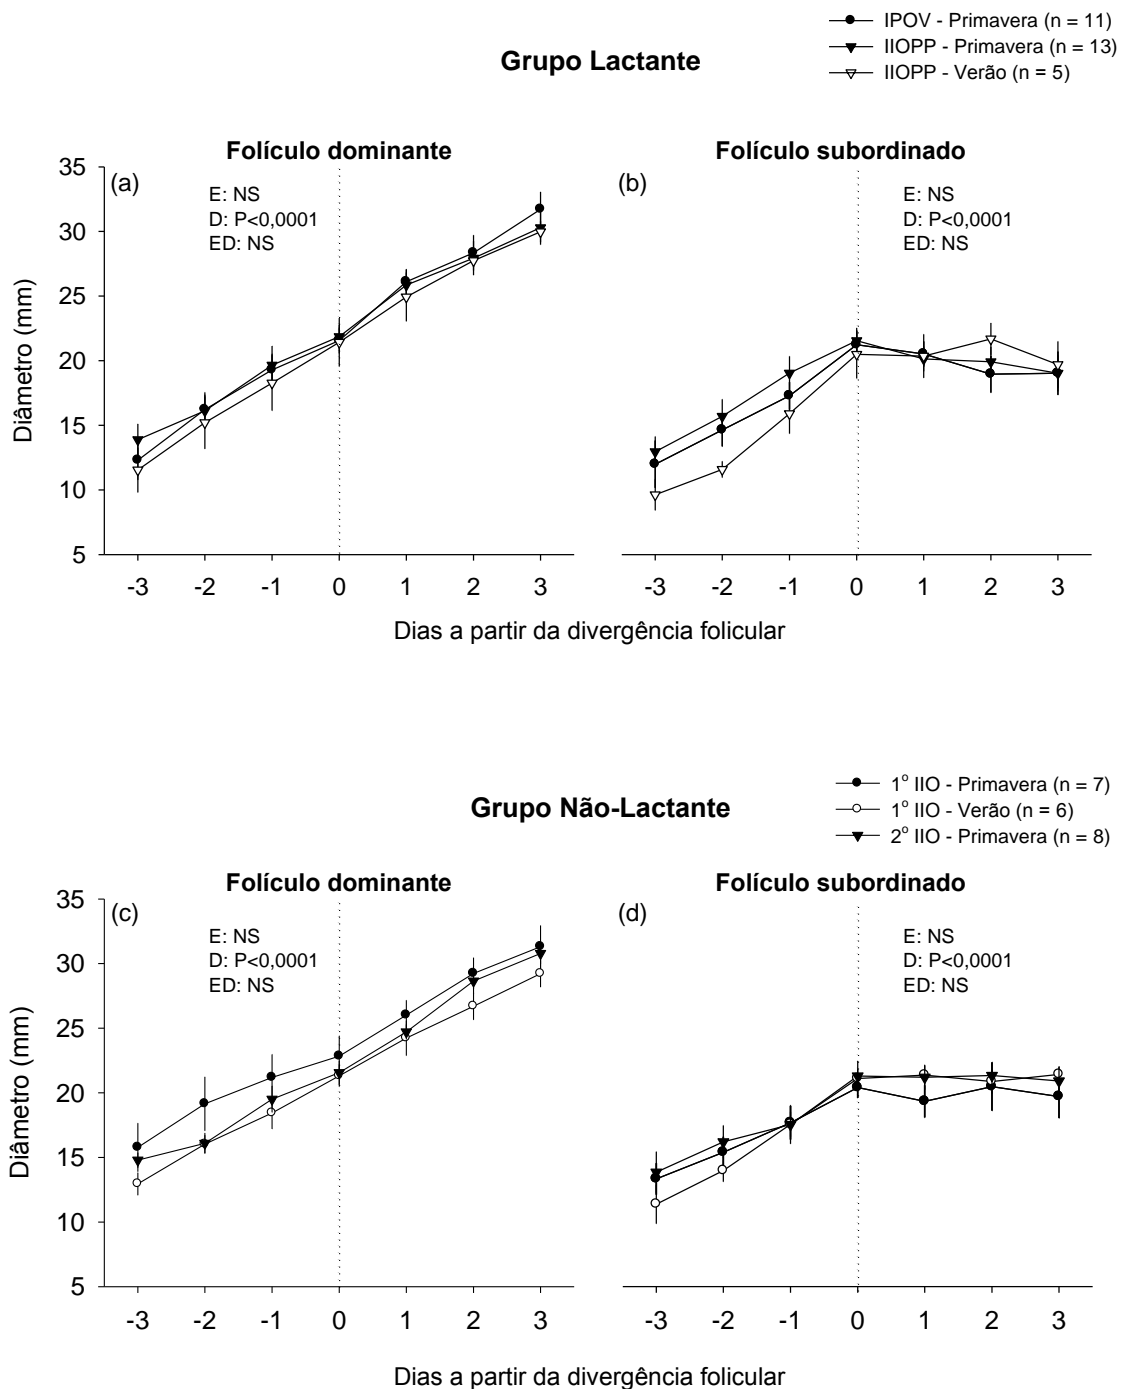 IPOV - Primavera (n = 11)
IIOPP - Primavera (n = 13)
IIOPP - Verão (n = 5)
Grupo Lactante
Folículo dominante
Folículo subordinado
(a)
E: NS
D: P<0,0001
ED: NS
(b)
E: NS
D: P<0,0001
ED: NS
Diâmetro (mm)
35
30
25
20
15
10
5
-3 -2 -1 0 1 2 3
-3 -2 -1 0 1 2 3
Dias a partir da divergência folicular
1º IIO - Primavera (n = 7)
1º IIO - Verão (n = 6)
2º IIO - Primavera (n = 8)
Grupo Não-Lactante
Folículo dominante
Folículo subordinado
(c)
E: NS
D: P<0,0001
ED: NS
(d)
E: NS
D: P<0,0001
ED: NS
Diâmetro (mm)
35
30
25
20
15
10
5
-3 -2 -1 0 1 2 3
-3 -2 -1 0 1 2 3
Dias a partir da divergência folicular